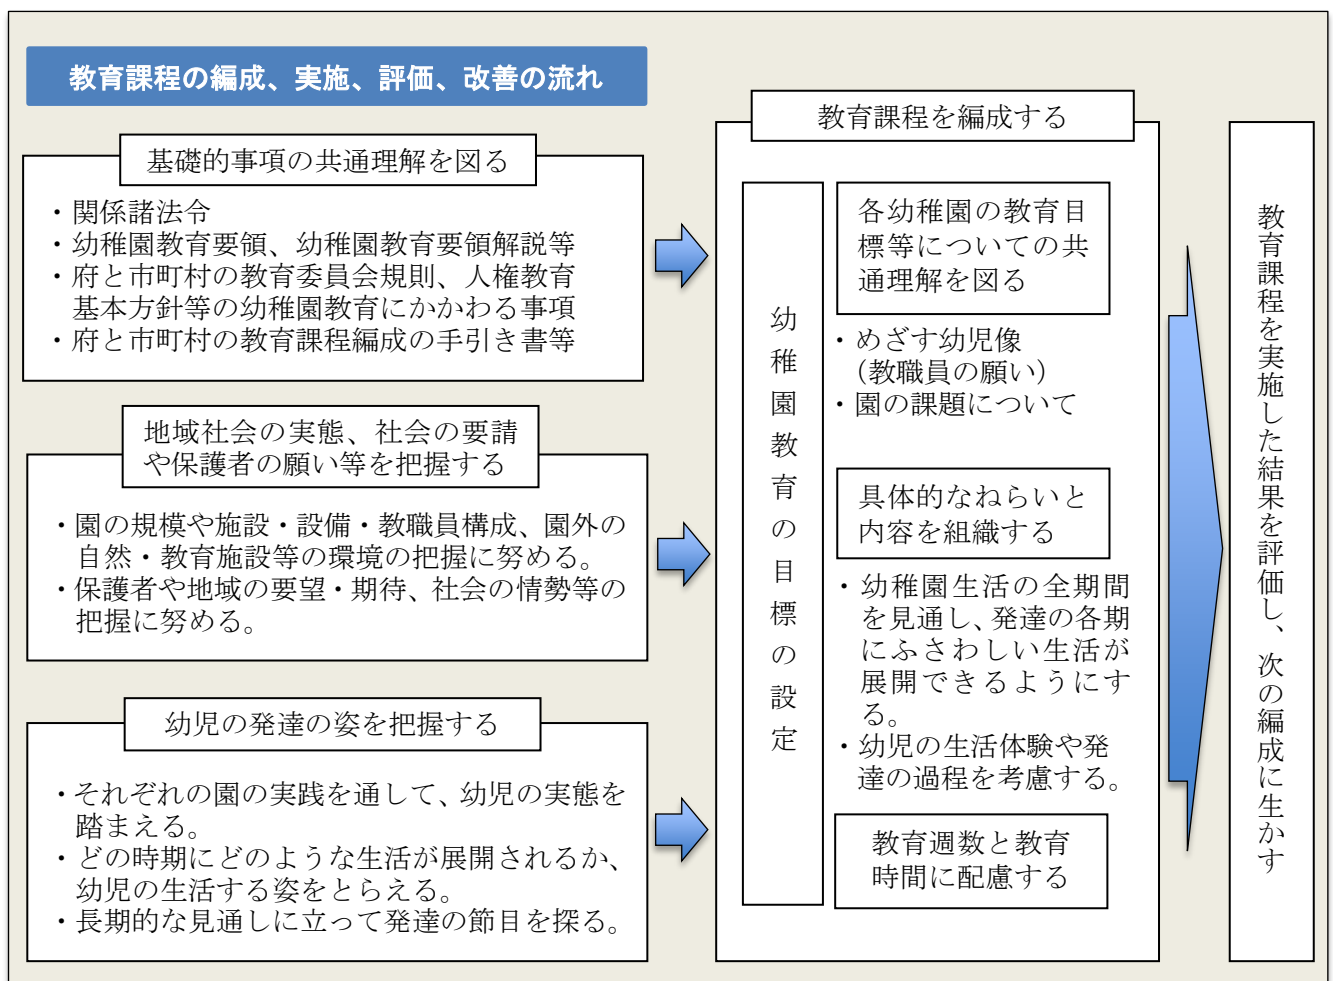 教育課程の編成、実施、評価、改善の流れ
基礎的事項の共通理解を図る
・関係諸法令
・幼稚園教育要領、幼稚園教育要領解説等
・府と市町村の教育委員会規則、人権教育
基本方針等の幼稚園教育にかかわる事項
・府と市町村の教育課程編成の手引き書等
地域社会の実態、社会の要請
や保護者の願い等を把握する
・園の規模や施設・設備・教職員構成、園外の
自然・教育施設等の環境の把握に努める。
・保護者や地域の要望・期待、社会の情勢等の
把握に努める。
幼児の発達の姿を把握する
・それぞれの園の実践を通して、幼児の実態を
踏まえる。
・どの時期にどのような生活が展開されるか、
幼児の生活する姿をとらえる。
・長期的な見通しに立って発達の節目を探る。
教育課程を編成する
幼稚園教育の目標の設定
各幼稚園の教育目
標等についての共
通理解を図る
・めざす幼児像
（教職員の願い）
・園の課題について
具体的なねらいと
内容を組織する
・幼稚園生活の全期間
を見通し、発達の各期
にふさわしい生活が
展開できるようにす
る。
・幼児の生活体験や発
達の過程を考慮する。
教育週数と教育
時間に配慮する
教育課程を実施した結果を評価し、次の編成に生かす